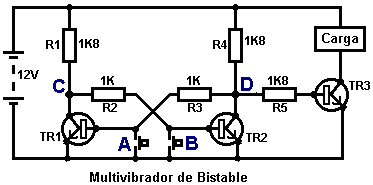 R1 1K8 R4 1K8 Carga
12V
C 1K 1K D 1K8 TR3
R2 R3 R5
TR1 A B TR2
Multivibrador de Bistable